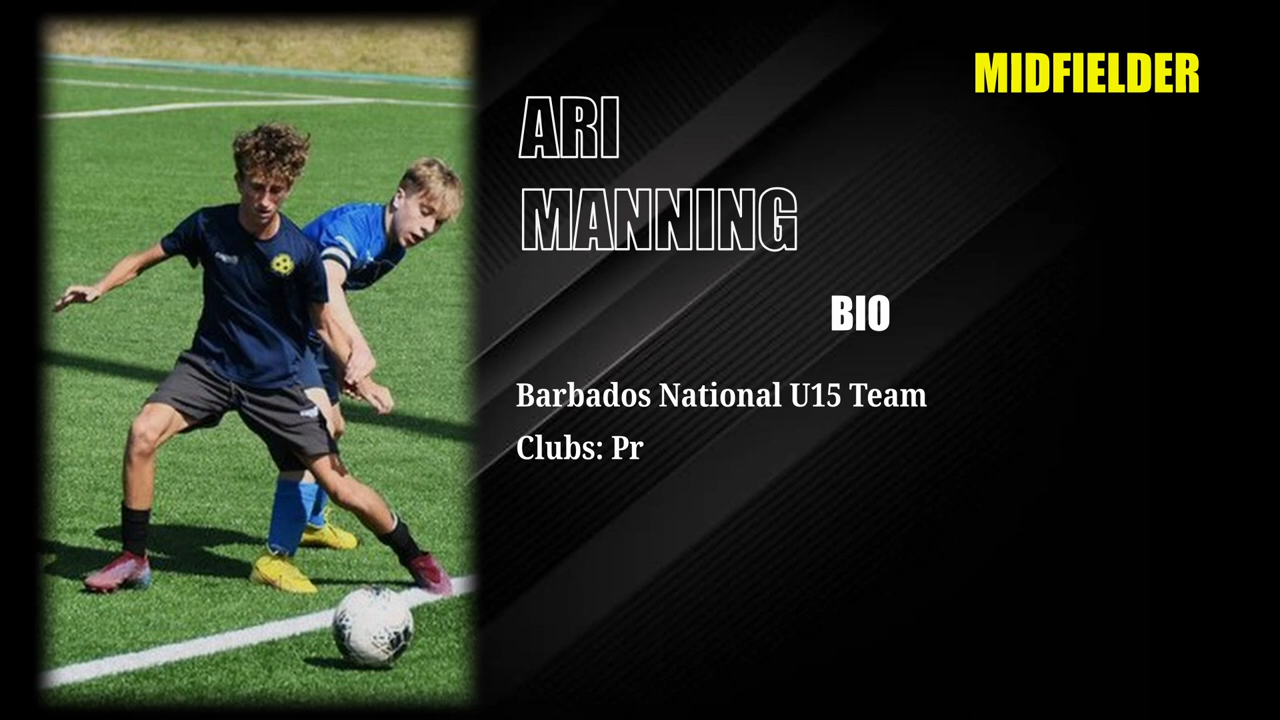 MIDFIELDER
ARI
MANNING
BIO
Barbados National U15 Team
Clubs: Pr